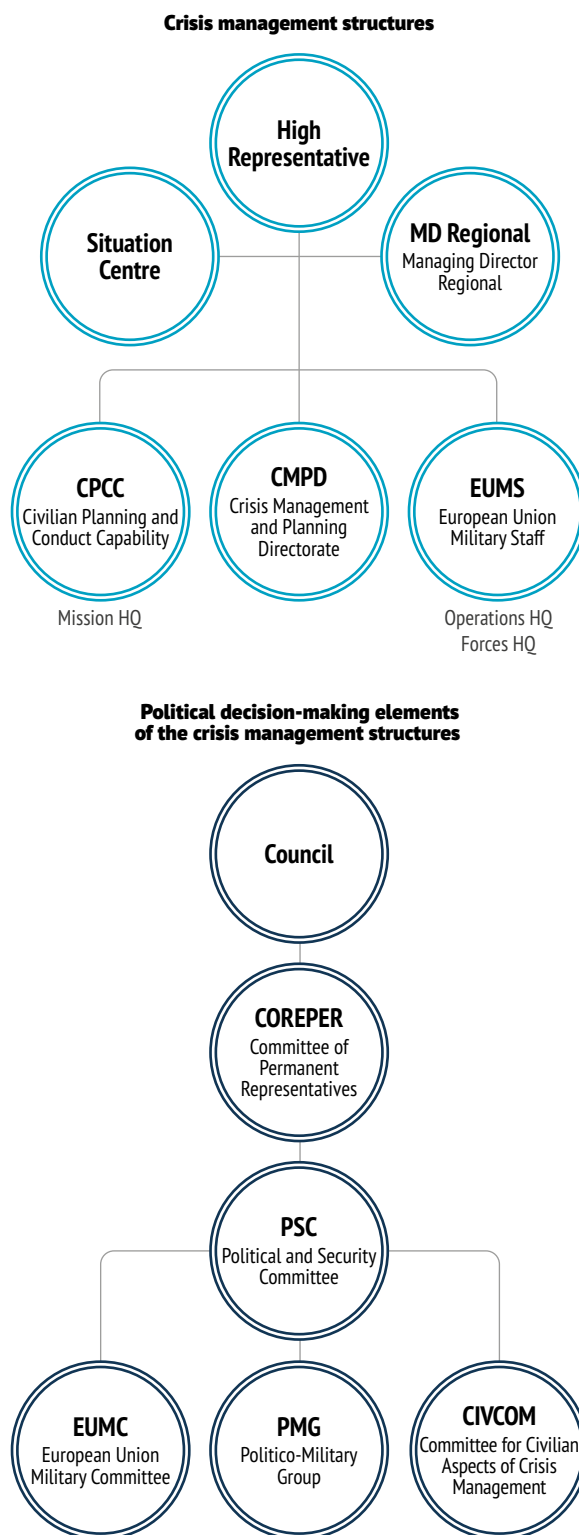 Crisis management structures
High
Representative
Situation
Centre
MD Regional
Managing Director
Regional
CPCC
Civilian Planning and
Conduct Capability
CMPD
Crisis Management
and Planning
Directorate
EUMS
European Union
Military Staff
Mission HQ
Operations HQ
Forces HQ
Political decision-making elements
of the crisis management structures
Council
COREPER
Committee of
Permanent
Representatives
PSC
Political and Security
Committee
EUMC
European Union
Military Committee
PMG
Politico-Military
Group
CIVCOM
Committee for Civilian
Aspects of Crisis
Management